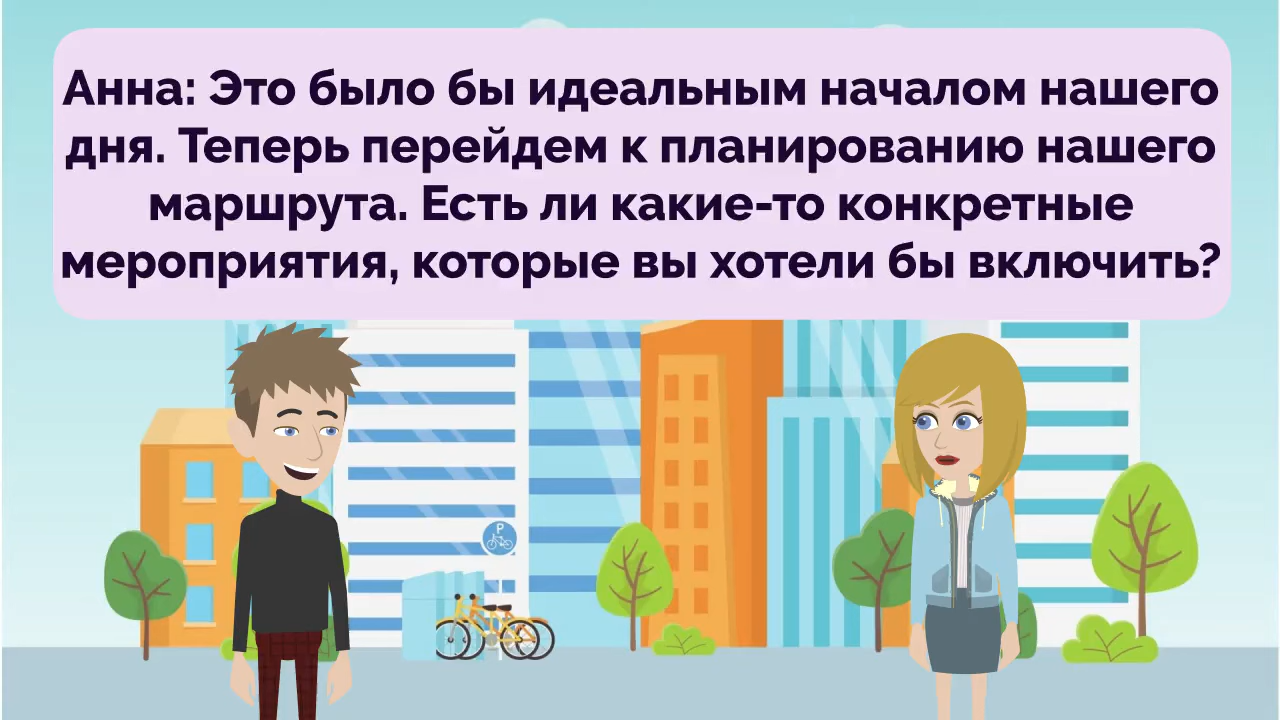 Анна: Это было бы идеальным началом нашего
дня. Теперь перейдем к планированию нашего
маршрута. Есть ли какие-то конкретные
мероприятия, которые вы хотели бы включить?
P